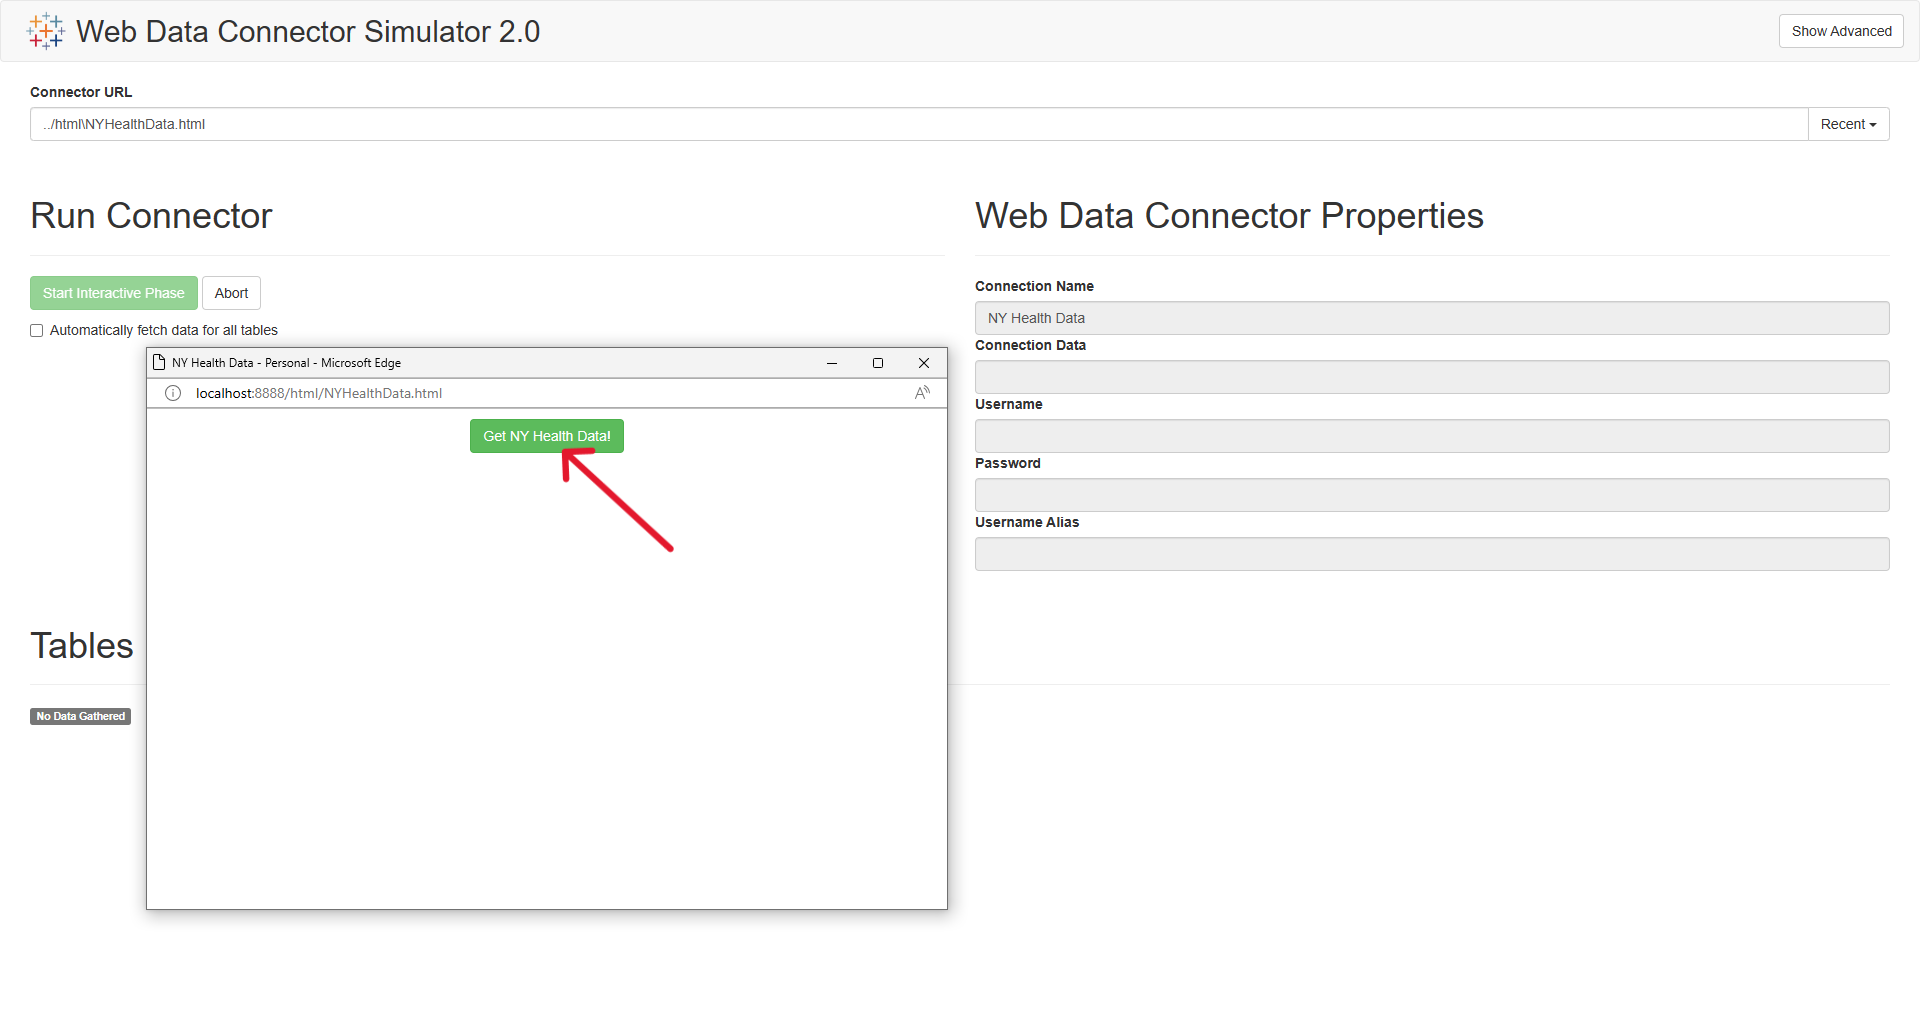 Web Data Connector Simulator 2.0
Show Advanced
Connector URL
../html\NYHealthData.html
Recent
Run Connector
Start Interactive Phase
Abort
Automatically fetch data for all tables
NY Health Data - Personal - Microsoft Edge
localhost:8888/html/NYHealthData.html
Get NY Health Data!
Web Data Connector Properties
Connection Name
NY Health Data
Connection Data
Username
Password
Username Alias
Tables
No Data Gathered